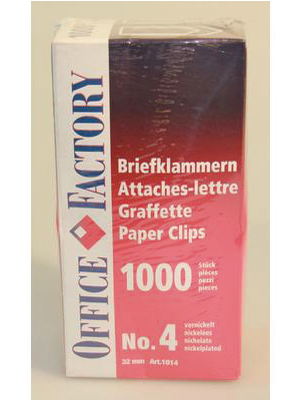 OFFICE FACTORY
Briefklammern
Attaches-lettre
Graffette
Paper Clips
1000
Stück
pièces
pezzi
pieces
No. 4
vernickelt
nickelées
nichelate
nickelplated
32 mm Art.1014